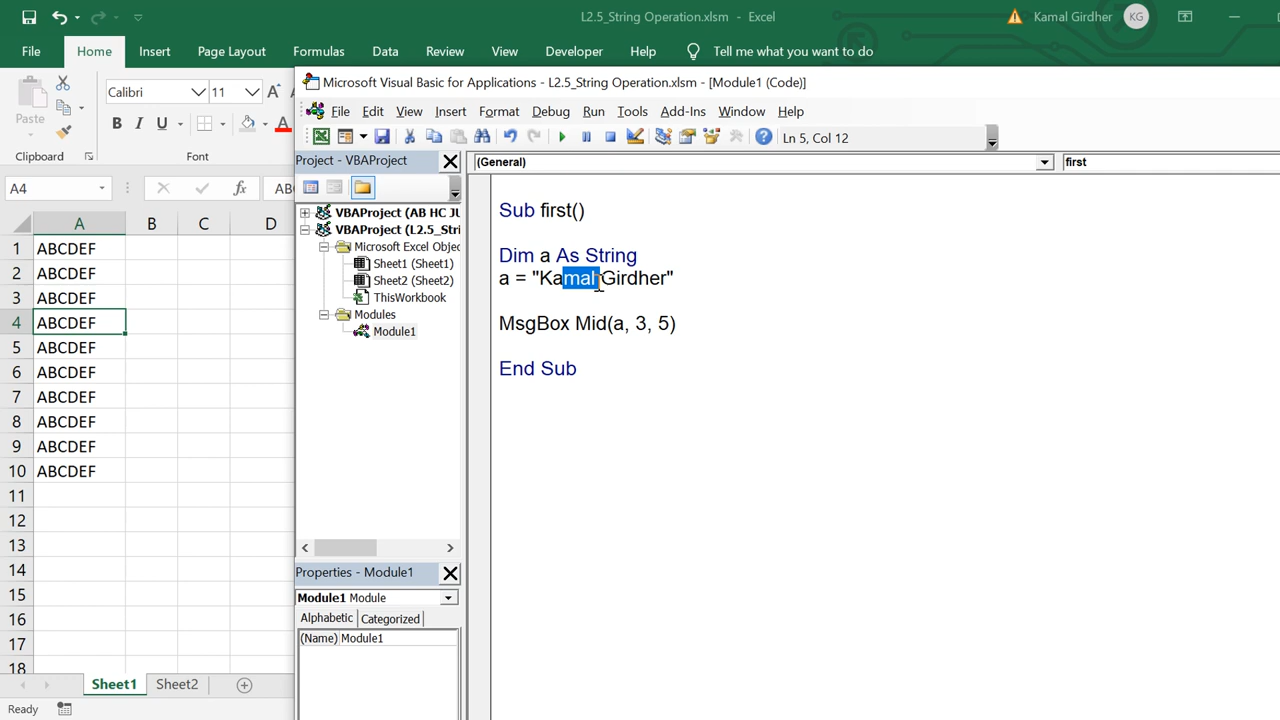 L2.5_String Operation.xlsm - Excel
Kamal Girdher
KG
File Home Insert Page Layout Formulas Data Review View Developer Help Tell me what you want to do
Paste
Clipboard
Calibri 11 A
B I U A
Font
A4
fx
A B C D
1 ABCDEF
2 ABCDEF
3 ABCDEF
4 ABCDEF
5 ABCDEF
6 ABCDEF
7 ABCDEF
8 ABCDEF
9 ABCDEF
10 ABCDEF
11
12
13
14
15
16
17
18
Sheet1 Sheet2
Ready
Microsoft Visual Basic for Applications - L2.5_String Operation.xlsm - [Module1 (Code)]
File Edit View Insert Format Debug Run Tools Add-Ins Window Help
Ln 5, Col 12
Project - VBAProject
VBAProject (AB HC JU
VBAProject (L2.5_Stri
Microsoft Excel Objec
Sheet1 (Sheet1)
Sheet2 (Sheet2)
ThisWorkbook
Modules
Module1
Properties - Module1
Module1 Module
Alphabetic Categorized
(Name) Module1
(General) first
Sub first()
Dim a As String
a = "Kamal Girdher"
MsgBox Mid(a, 3, 5)
End Sub